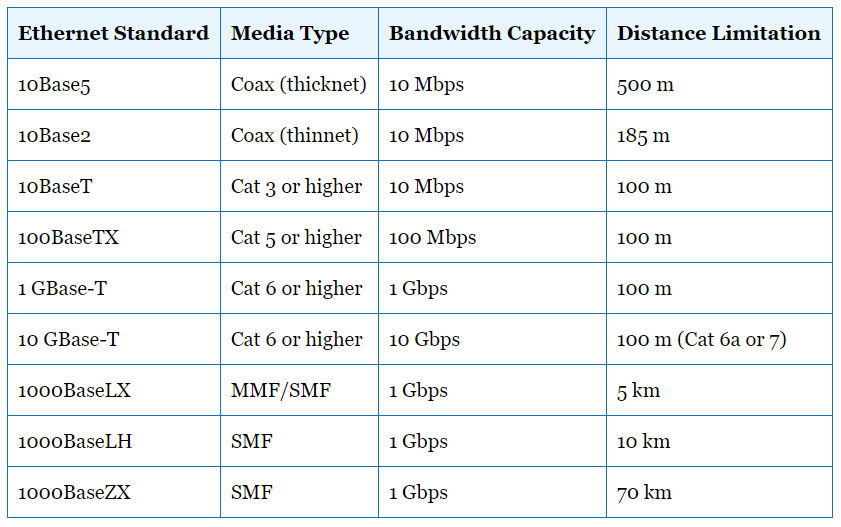 Ethernet Standard Media Type Bandwidth Capacity Distance Limitation
10Base5 Coax (thicknet) 10 Mbps 500 m
10Base2 Coax (thinnet) 10 Mbps 185 m
10BaseT Cat 3 or higher 10 Mbps 100 m
100BaseTX Cat 5 or higher 100 Mbps 100 m
1 GBase-T Cat 6 or higher 1 Gbps 100 m
10 GBase-T Cat 6 or higher 10 Gbps 100 m (Cat 6a or 7)
1000BaseLX MMF/SMF 1 Gbps 5 km
1000BaseLH SMF 1 Gbps 10 km
1000BaseZX SMF 1 Gbps 70 km